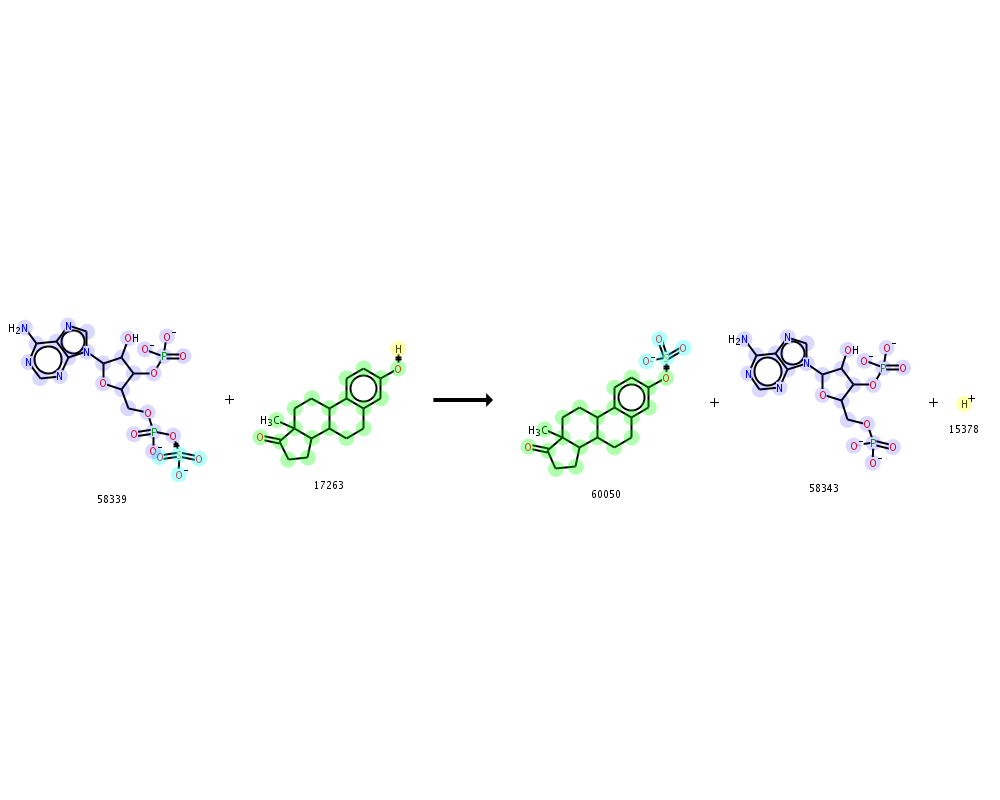 H₂N N N N N OH O⁻ O⁻ P O O O O O P O⁻ O O S O O⁻
58339
+
H O H₃C O
17263
O O O⁻ S O H₃C O
60050
+
H₂N N N N N OH O⁻ O⁻ P O O O O O⁻ P O O⁻
58343
+
H⁺
15378